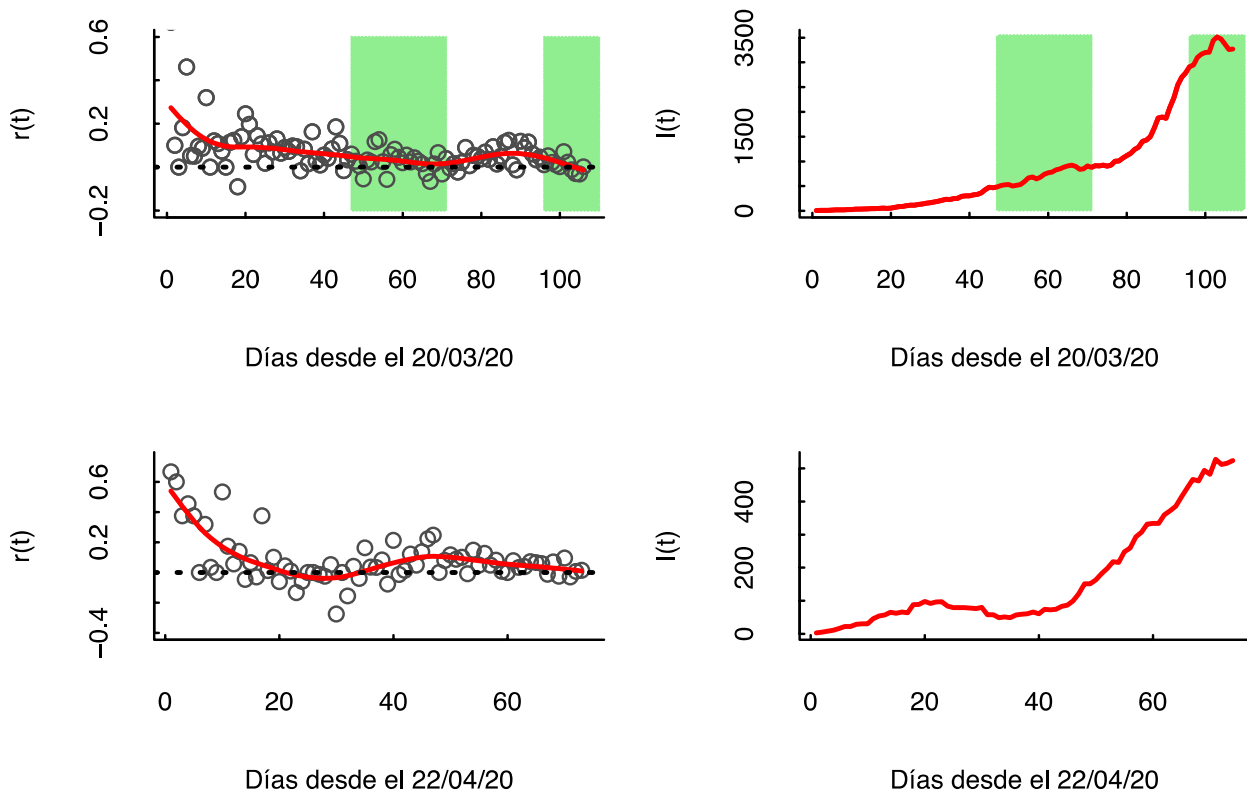 r(t)
−0.2 0.2 0.6
0 20 40 60 80 100
Días desde el 20/03/20
I(t)
0 1500 3500
0 20 40 60 80 100
Días desde el 20/03/20
r(t)
−0.4 0.2 0.6
0 20 40 60
Días desde el 22/04/20
I(t)
0 200 400
0 20 40 60
Días desde el 22/04/20